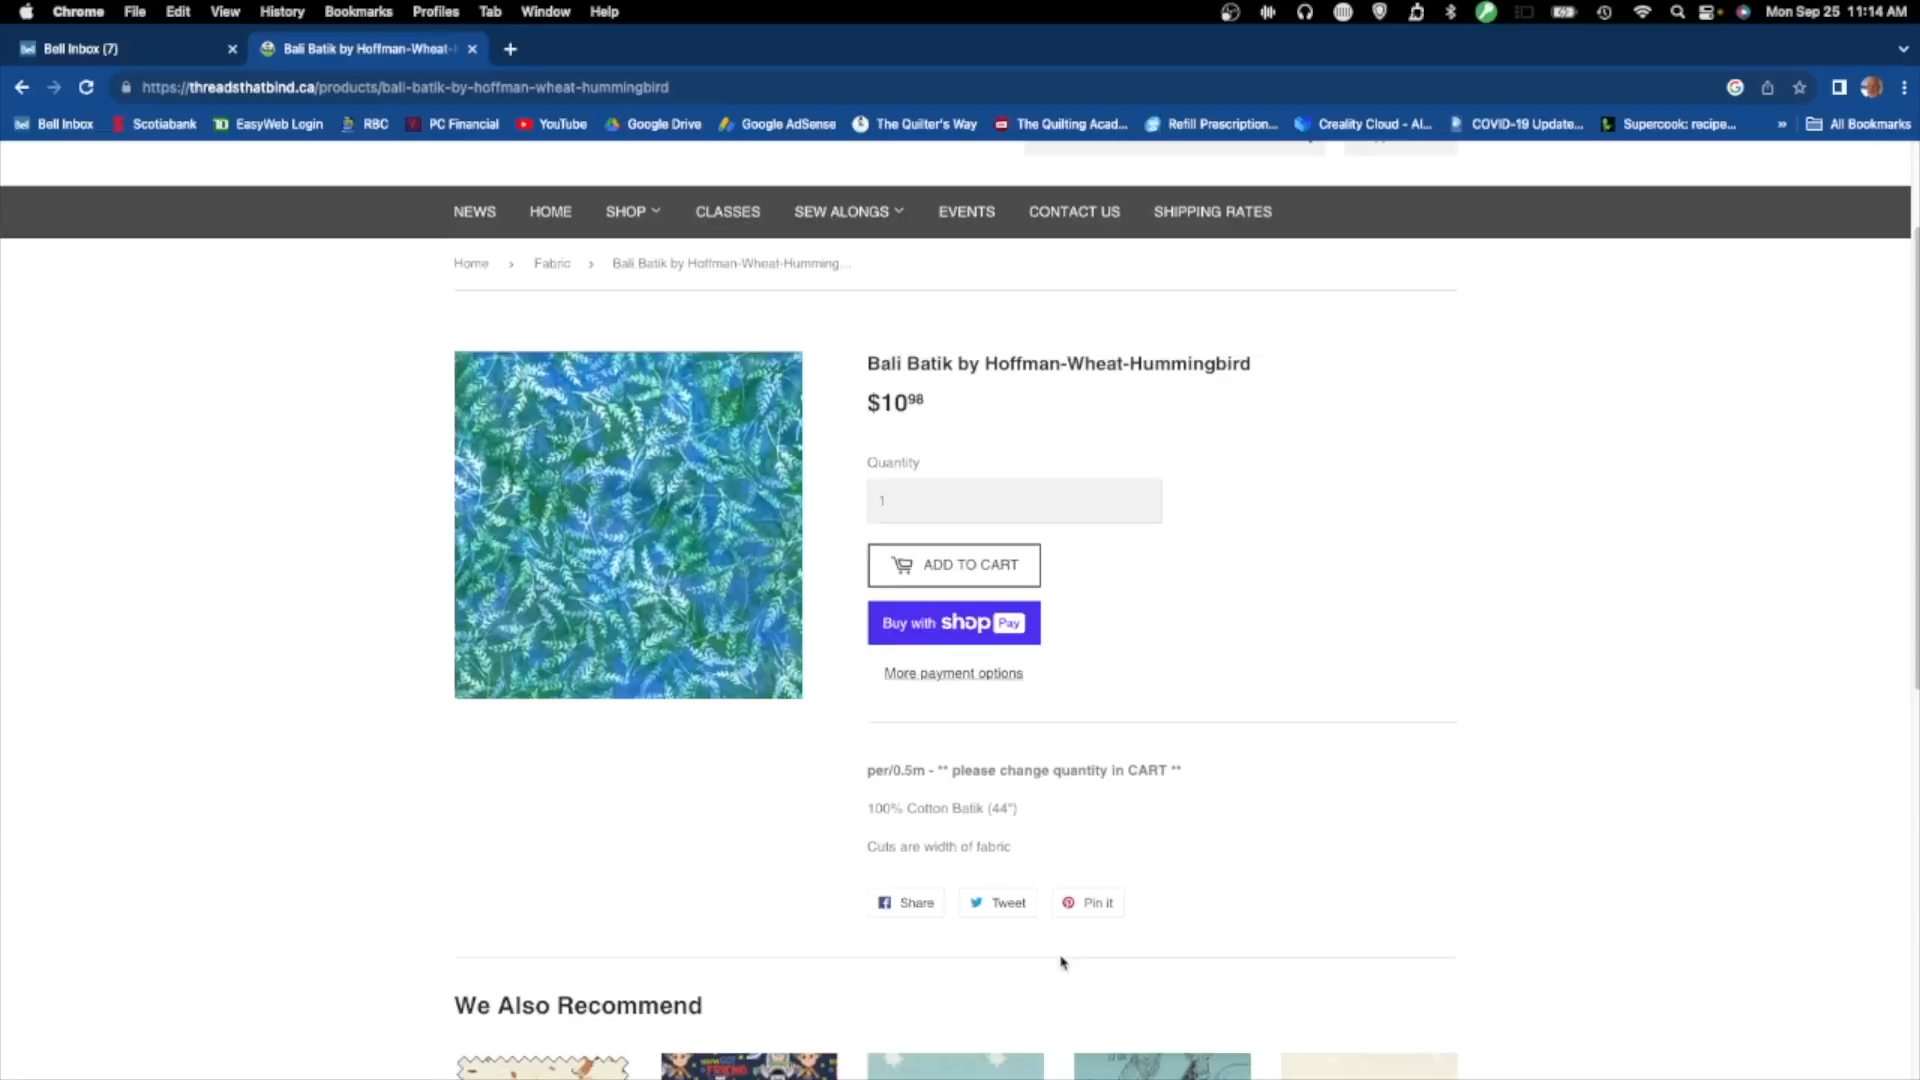 Chrome File Edit View History Bookmarks Profiles Tab Window Help Mon Sep 25 11:14 AM
Bell Inbox (7) Bali Batik by Hoffman-Wheat-
https://threadsthatbind.ca/products/bali-batik-by-hoffman-wheat-hummingbird
Bell Inbox Scotiabank EasyWeb Login RBC PC Financial YouTube Google Drive Google AdSense The Quilter's Way The Quilting Acad... Refill Prescription... Creality Cloud - Al... COVID-19 Update... Supercook: recipe... » All Bookmarks
NEWS HOME SHOP CLASSES SEW ALONGS EVENTS CONTACT US SHIPPING RATES
Home › Fabric › Bali Batik by Hoffman-Wheat-Humming...
Bali Batik by Hoffman-Wheat-Hummingbird
$10⁹⁸
Quantity
1
ADD TO CART
Buy with shop Pay
More payment options
per/0.5m - ** please change quantity in CART **
100% Cotton Batik (44")
Cuts are width of fabric
Share Tweet Pin it
We Also Recommend
FRIEND